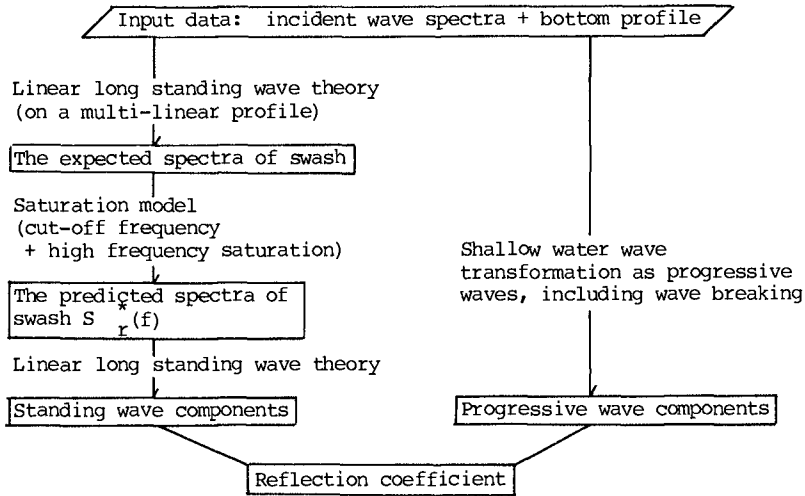 Input data: incident wave spectra + bottom profile
Linear long standing wave theory
(on a multi-linear profile)
The expected spectra of swash
Saturation model
(cut-off frequency
+ high frequency saturation)
The predicted spectra of
swash S*r(f)
Linear long standing wave theory
Standing wave components
Shallow water wave
transformation as progressive
waves, including wave breaking
Progressive wave components
Reflection coefficient